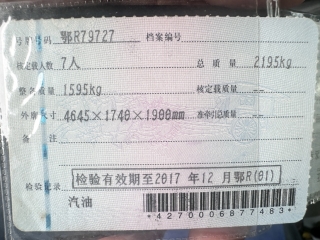 号牌号码 鄂R79727 档案编号
核定载人数 7人 总质量 2195kg
整备质量 1595kg 核定载质量 --
外廓尺寸 4645×1740×1900mm 准牵引总质量 --
备注
检验记录 检验有效期至2017 年12 月鄂R(01)
汽油
*4270006877483*